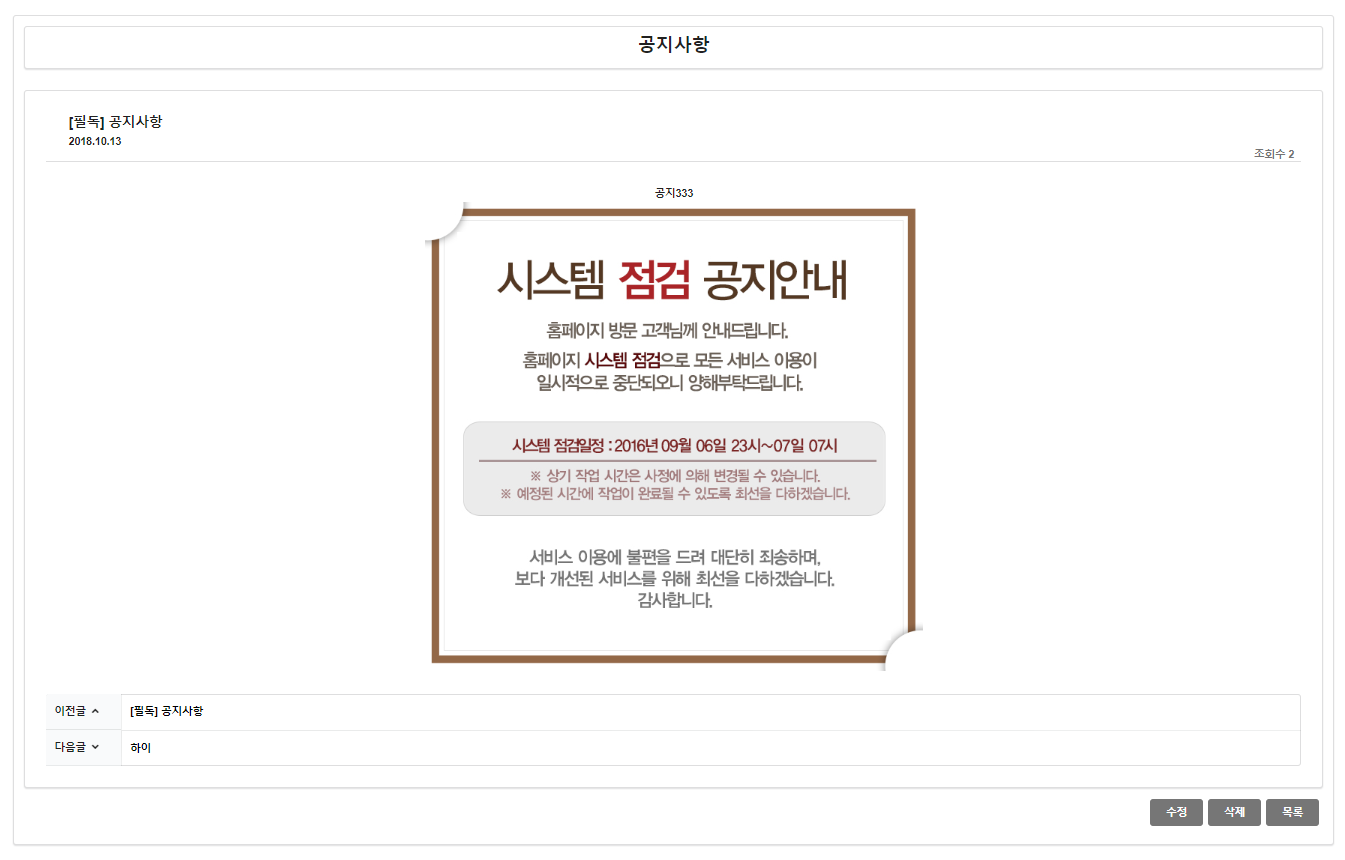 공지사항
[필독] 공지사항
2018.10.13
조회수 2
공지333
시스템 점검 공지안내
홈페이지 방문 고객님께 안내드립니다.
홈페이지 시스템 점검으로 모든 서비스 이용이
일시적으로 중단되오니 양해부탁드립니다.
시스템 점검일정 : 2016년 09월 06일 23시~07일 07시
※ 상기 작업 시간은 사정에 의해 변경될 수 있습니다.
※ 예정된 시간에 작업이 완료될 수 있도록 최선을 다하겠습니다.
서비스 이용에 불편을 드려 대단히 죄송하며,
보다 개선된 서비스를 위해 최선을 다하겠습니다.
감사합니다.
이전글 [필독] 공지사항
다음글 하이
수정 삭제 목록